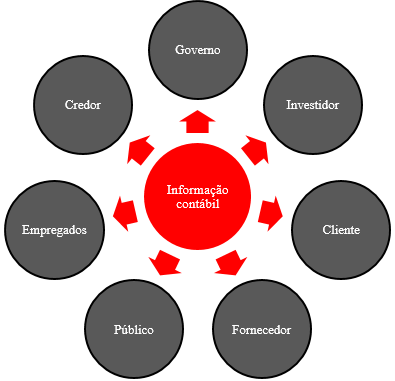 Governo
Credor
Investidor
Informação
contábil
Empregados
Cliente
Público
Fornecedor